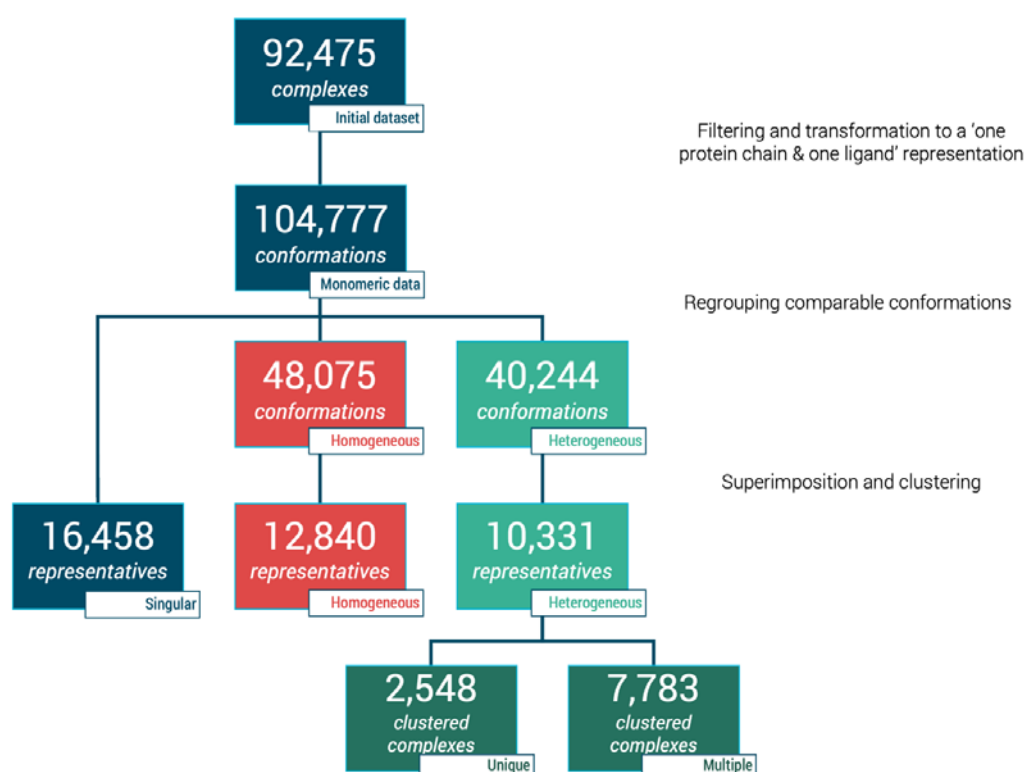 92,475
complexes
Initial dataset
Filtering and transformation to a ‘one
protein chain & one ligand’ representation
104,777
conformations
Monomeric data
Regrouping comparable conformations
48,075
conformations
Homogeneous
40,244
conformations
Heterogeneous
Superimposition and clustering
16,458
representatives
Singular
12,840
representatives
Homogeneous
10,331
representatives
Heterogeneous
2,548
clustered
complexes
Unique
7,783
clustered
complexes
Multiple